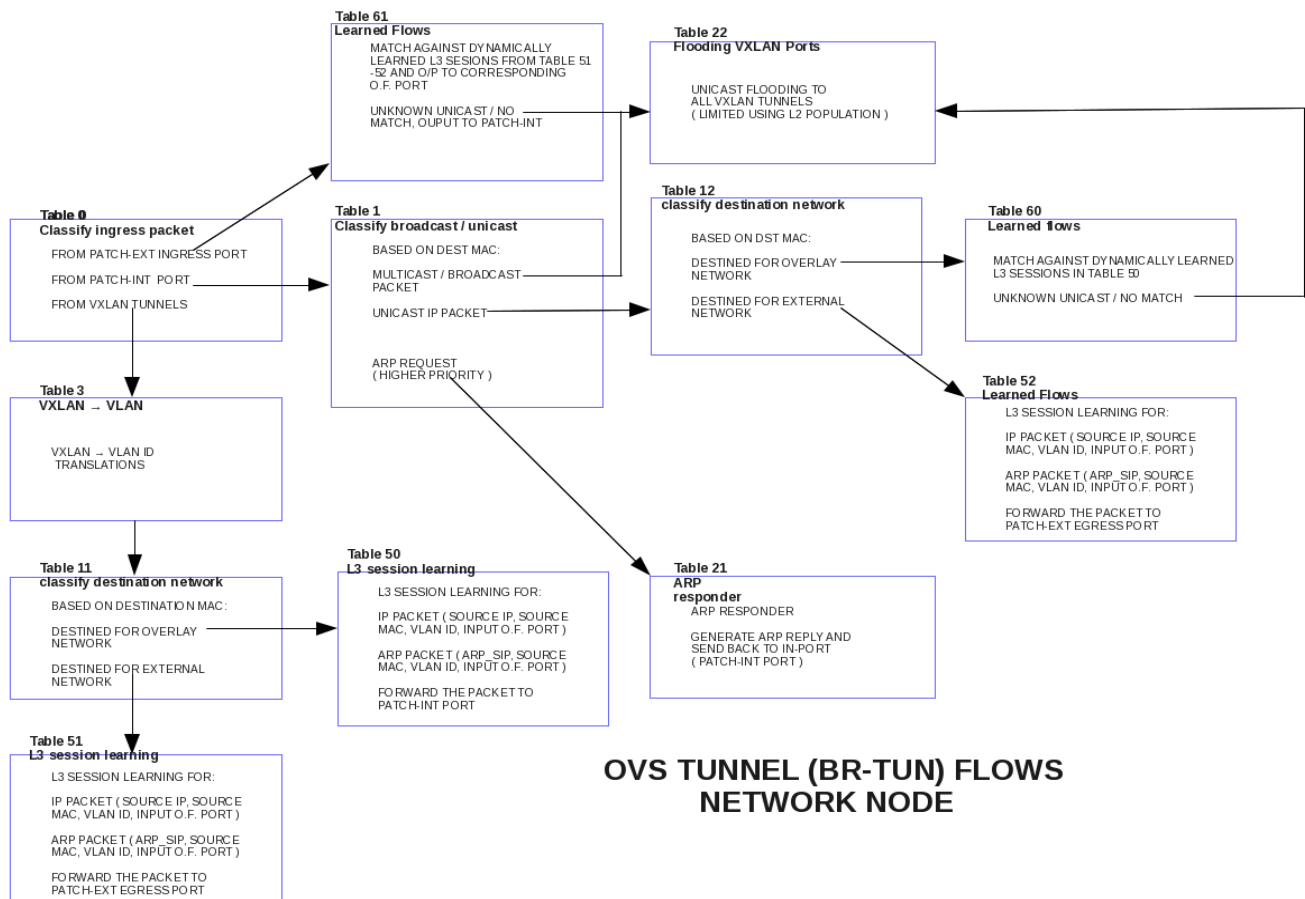 Table 61
Learned Flows
MATCH AGAINST DYNAMICALLY
LEARNED L3 SESIONS FROM TABLE 51
-52 AND O/P TO CORRESPONDING
O.F. PORT
UNKNOWN UNICAST / NO
MATCH, OUPUT TO PATCH-INT
Table 22
Flooding VXLAN Ports
UNICAST FLOODING TO
ALL VXLAN TUNNELS
( LIMITED USING L2 POPULATION )
Table 0
Classify ingress packet
FROM PATCH-EXT INGRESS PORT
FROM PATCH-INT PORT
FROM VXLAN TUNNELS
Table 1
Classify broadcast / unicast
BASED ON DEST MAC:
MULTICAST / BROADCAST
PACKET
UNICAST IP PACKET
ARP REQUEST
( HIGHER PRIORITY )
Table 12
classify destination network
BASED ON DST MAC:
DESTINED FOR OVERLAY
NETWORK
DESTINED FOR EXTERNAL
NETWORK
Table 60
Learned flows
MATCH AGAINST DYNAMICALLY LEARNED
L3 SESSIONS IN TABLE 50
UNKNOWN UNICAST / NO MATCH
Table 3
VXLAN → VLAN
VXLAN → VLAN ID
TRANSLATIONS
Table 52
Learned Flows
L3 SESSION LEARNING FOR:
IP PACKET ( SOURCE IP, SOURCE
MAC, VLAN ID, INPUT O.F. PORT )
ARP PACKET ( ARP_SIP, SOURCE
MAC, VLAN ID, INPUT O.F. PORT )
FORWARD THE PACKET TO
PATCH-EXT EGRESS PORT
Table 11
classify destination network
BASED ON DESTINATION MAC:
DESTINED FOR OVERLAY
NETWORK
DESTINED FOR EXTERNAL
NETWORK
Table 50
L3 session learning
L3 SESSION LEARNING FOR:
IP PACKET ( SOURCE IP, SOURCE
MAC, VLAN ID, INPUT O.F. PORT )
ARP PACKET ( ARP_SIP, SOURCE
MAC, VLAN ID, INPUT O.F. PORT )
FORWARD THE PACKET TO
PATCH-INT PORT
Table 21
ARP
responder
ARP RESPONDER
GENERATE ARP REPLY AND
SEND BACK TO IN-PORT
( PATCH-INT PORT )
Table 51
L3 session learning
L3 SESSION LEARNING FOR:
IP PACKET ( SOURCE IP, SOURCE
MAC, VLAN ID, INPUT O.F. PORT )
ARP PACKET ( ARP_SIP, SOURCE
MAC, VLAN ID, INPUT O.F. PORT )
FORWARD THE PACKET TO
PATCH-EXT EGRESS PORT
OVS TUNNEL (BR-TUN) FLOWS
NETWORK NODE